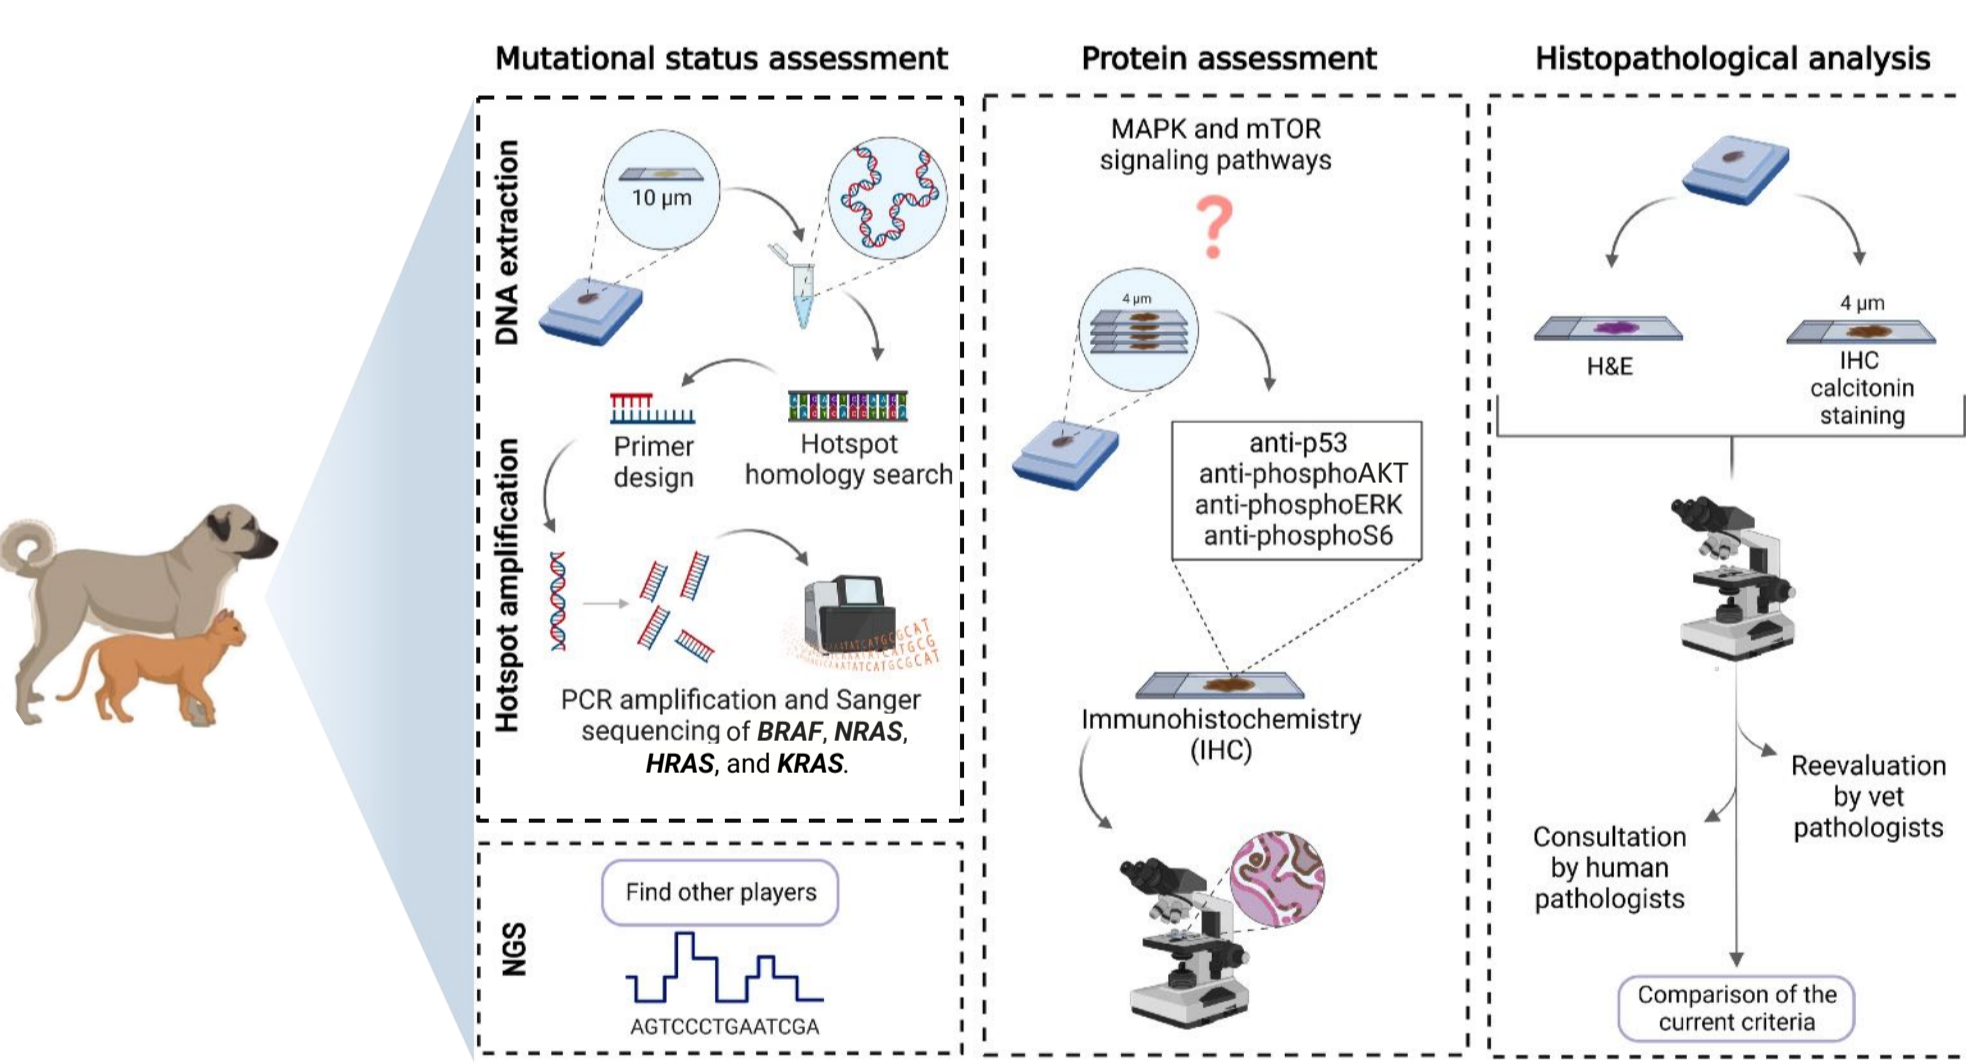 Mutational status assessment
DNA extraction
10 µm
Primer
design
Hotspot
homology search
Hotspot amplification
PCR amplification and Sanger
sequencing of BRAF, NRAS,
HRAS, and KRAS.
NGS
Find other players
AGTCCCTGAATCGA
Protein assessment
MAPK and mTOR
signaling pathways
?
4 µm
anti-p53
anti-phosphoAKT
anti-phosphoERK
anti-phosphoS6
Immunohistochemistry
(IHC)
Histopathological analysis
H&E
4 µm
IHC
calcitonin
staining
Reevaluation
by vet
pathologists
Consultation
by human
pathologists
Comparison of the
current criteria